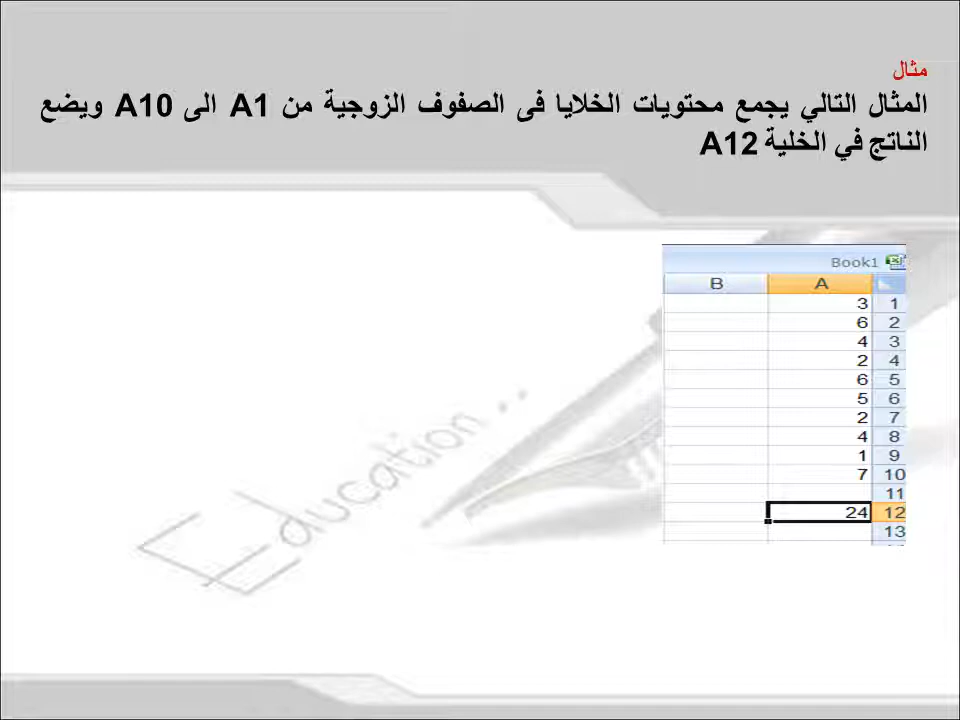 مثال
المثال التالي يجمع محتويات الخلايا فى الصفوف الزوجية من A1 الى A10 ويضع
الناتج في الخلية A12
Book1
A B
1 3
2 6
3 4
4 2
5 6
6 5
7 2
8 4
9 1
10 7
11
12 24
13
Education ..